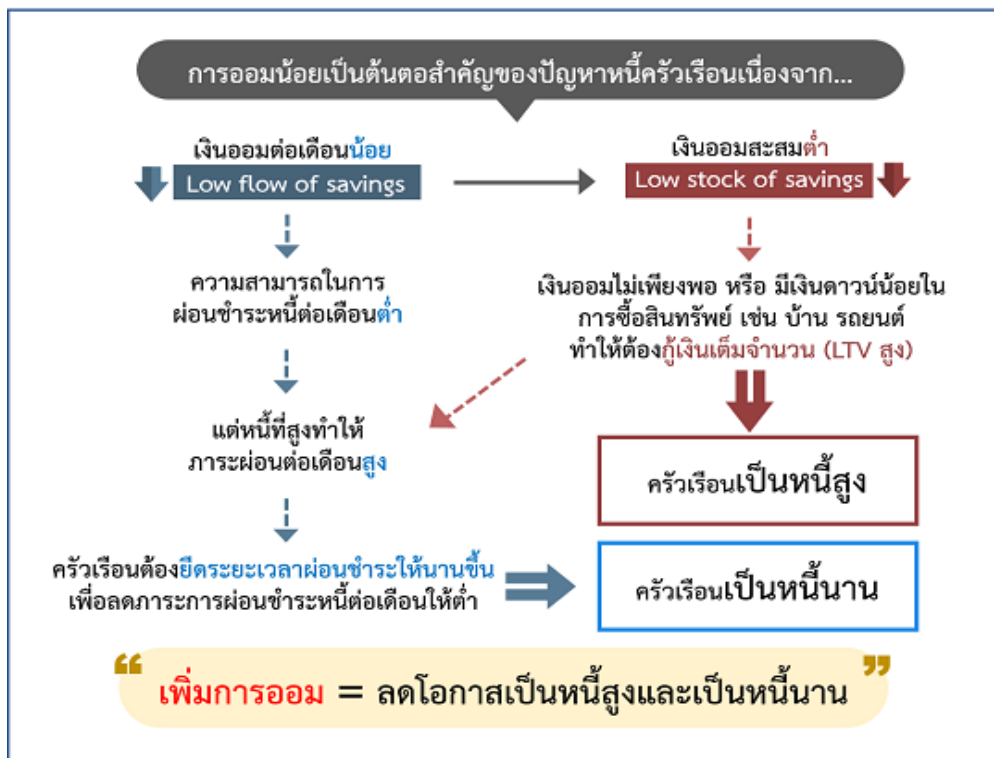 การออมน้อยเป็นต้นตอสำคัญของปัญหาหนี้ครัวเรือนเนื่องจาก...
เงินออมต่อเดือนน้อย
Low flow of savings
เงินออมสะสมต่ำ
Low stock of savings
ความสามารถในการ
ผ่อนชำระหนี้ต่อเดือนต่ำ
เงินออมไม่เพียงพอ หรือ มีเงินดาวน์น้อยใน
การซื้อสินทรัพย์ เช่น บ้าน รถยนต์
ทำให้ต้องกู้เงินเต็มจำนวน (LTV สูง)
แต่หนี้ที่สูงทำให้
ภาระผ่อนต่อเดือนสูง
ครัวเรือนเป็นหนี้สูง
ครัวเรือนต้องยืดระยะเวลาผ่อนชำระให้นานขึ้น
เพื่อลดภาระการผ่อนชำระหนี้ต่อเดือนให้ต่ำ
ครัวเรือนเป็นหนี้นาน
“ เพิ่มการออม = ลดโอกาสเป็นหนี้สูงและเป็นหนี้นาน ”